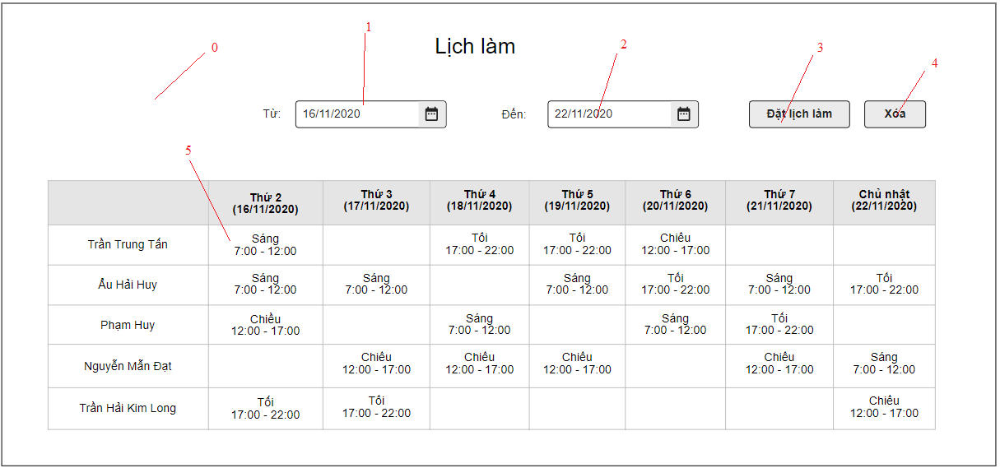 0
1
2
3
4
Lịch làm
Từ:
16/11/2020
Đến:
22/11/2020
Đặt lịch làm
Xóa
5
Thứ 2
(16/11/2020)
Thứ 3
(17/11/2020)
Thứ 4
(18/11/2020)
Thứ 5
(19/11/2020)
Thứ 6
(20/11/2020)
Thứ 7
(21/11/2020)
Chủ nhật
(22/11/2020)
Trần Trung Tấn
Sáng
7:00 - 12:00
Tối
17:00 - 22:00
Tối
17:00 - 22:00
Chiều
12:00 - 17:00
Ẩu Hải Huy
Sáng
7:00 - 12:00
Sáng
7:00 - 12:00
Sáng
7:00 - 12:00
Tối
17:00 - 22:00
Sáng
7:00 - 12:00
Tối
17:00 - 22:00
Phạm Huy
Chiều
12:00 - 17:00
Sáng
7:00 - 12:00
Sáng
7:00 - 12:00
Tối
17:00 - 22:00
Nguyễn Mẫn Đạt
Chiều
12:00 - 17:00
Chiều
12:00 - 17:00
Chiều
12:00 - 17:00
Chiều
12:00 - 17:00
Sáng
7:00 - 12:00
Trần Hải Kim Long
Tối
17:00 - 22:00
Tối
17:00 - 22:00
Chiều
12:00 - 17:00